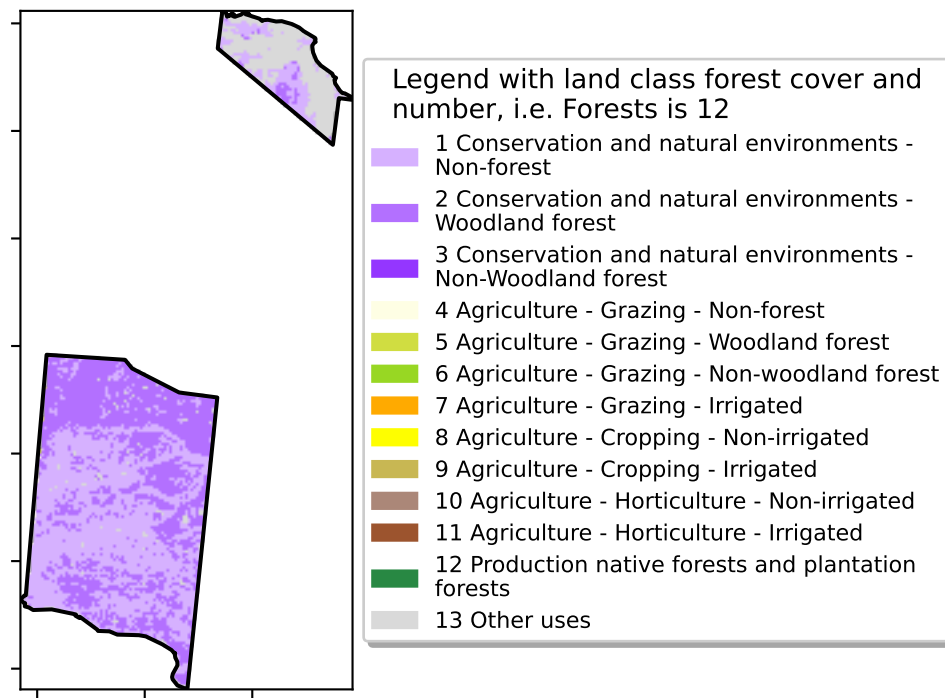 Legend with land class forest cover and
number, i.e. Forests is 12
1 Conservation and natural environments -
Non-forest
2 Conservation and natural environments -
Woodland forest
3 Conservation and natural environments -
Non-Woodland forest
4 Agriculture - Grazing - Non-forest
5 Agriculture - Grazing - Woodland forest
6 Agriculture - Grazing - Non-woodland forest
7 Agriculture - Grazing - Irrigated
8 Agriculture - Cropping - Non-irrigated
9 Agriculture - Cropping - Irrigated
10 Agriculture - Horticulture - Non-irrigated
11 Agriculture - Horticulture - Irrigated
12 Production native forests and plantation
forests
13 Other uses